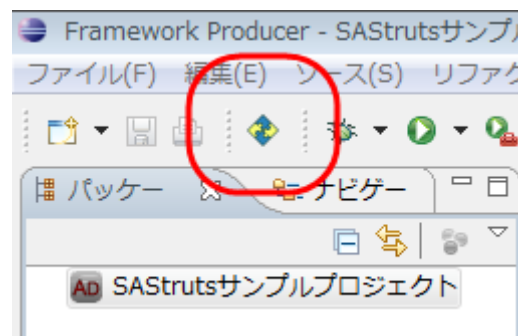 Framework Producer - SAStrutsサンプル
ファイル(F) 編集(E) ソース(S) リファク
パッケー ナビゲー
AD SAStrutsサンプルプロジェクト